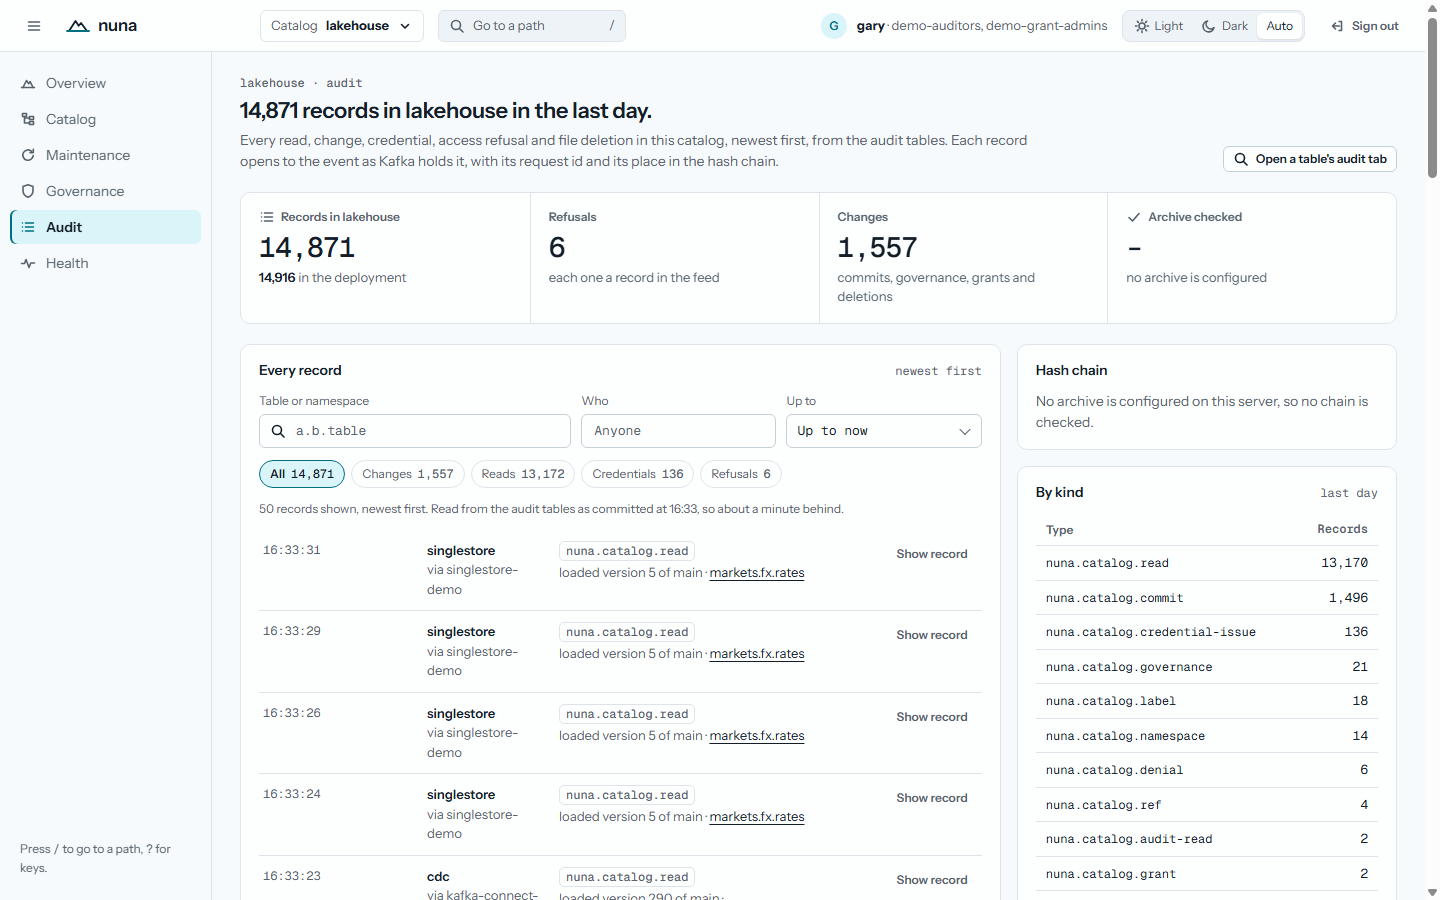 nuna
Catalog lakehouse
Go to a path /
G gary · demo-auditors, demo-grant-admins
Light Dark Auto
Sign out
Overview
Catalog
Maintenance
Governance
Audit
Health
Press / to go to a path, ? for
keys.
lakehouse · audit
14,871 records in lakehouse in the last day.
Every read, change, credential, access refusal and file deletion in this catalog, newest first, from the audit tables. Each record
opens to the event as Kafka holds it, with its request id and its place in the hash chain.
Open a table's audit tab
Records in lakehouse
14,871
14,916 in the deployment
Refusals
6
each one a record in the feed
Changes
1,557
commits, governance, grants and
deletions
Archive checked
–
no archive is configured
Every record newest first
Table or namespace Who Up to
a.b.table Anyone Up to now
All 14,871 Changes 1,557 Reads 13,172 Credentials 136 Refusals 6
50 records shown, newest first. Read from the audit tables as committed at 16:33, so about a minute behind.
16:33:31 singlestore nuna.catalog.read Show record
via singlestore- loaded version 5 of main · markets.fx.rates
demo
16:33:29 singlestore nuna.catalog.read Show record
via singlestore- loaded version 5 of main · markets.fx.rates
demo
16:33:26 singlestore nuna.catalog.read Show record
via singlestore- loaded version 5 of main · markets.fx.rates
demo
16:33:24 singlestore nuna.catalog.read Show record
via singlestore- loaded version 5 of main · markets.fx.rates
demo
16:33:23 cdc nuna.catalog.read Show record
via kafka-connect- loaded version 290 of main ·
Hash chain
No archive is configured on this server, so no chain is
checked.
By kind last day
Type Records
nuna.catalog.read 13,170
nuna.catalog.commit 1,496
nuna.catalog.credential-issue 136
nuna.catalog.governance 21
nuna.catalog.label 18
nuna.catalog.namespace 14
nuna.catalog.denial 6
nuna.catalog.ref 4
nuna.catalog.audit-read 2
nuna.catalog.grant 2